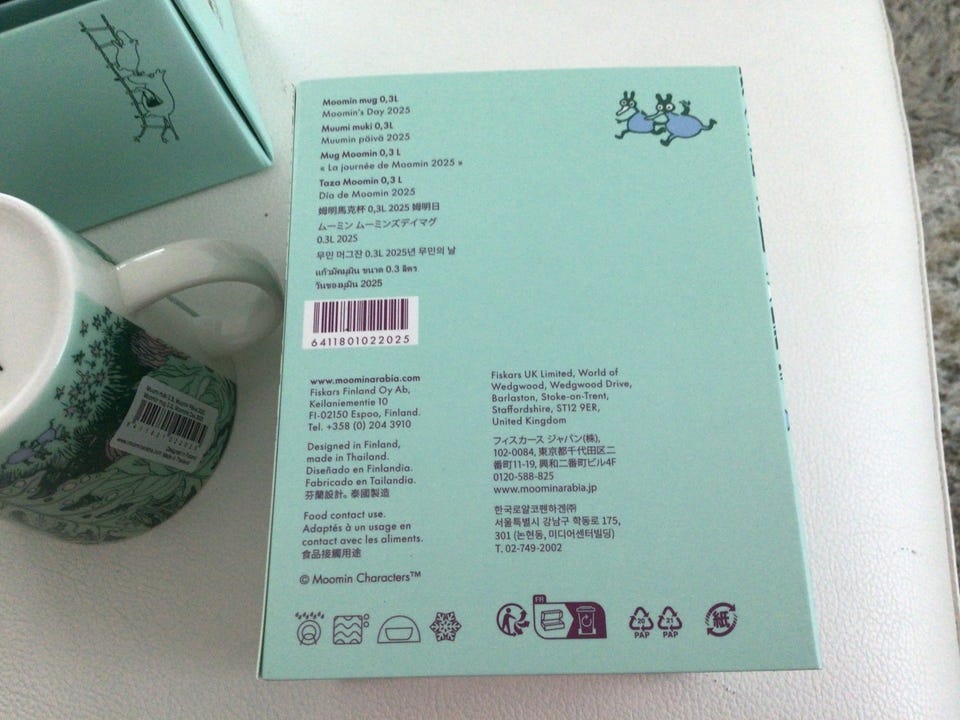 Moomin mug 0,3L
Moomin's Day 2025
Muumi muki 0,3L
Muumin päivä 2025
Mug Moomin 0,3 L
« La journée de Moomin 2025 »
Taza Moomin 0,3 L
Día de Moomin 2025
姆明馬克杯 0,3L 2025 姆明日
ムーミン ムーミンズデイマグ
0.3L 2025
무민 머그잔 0.3L 2025년 무민의 날
แก้วมัคมูมิน ขนาด 0.3 ลิตร
วันของมูมิน 2025
6411801022025
www.moominarabia.com
Fiskars Finland Oy Ab,
Keilaniementie 10
FI-02150 Espoo, Finland.
Tel. +358 (0) 204 3910
Designed in Finland,
made in Thailand.
Diseñado en Finlandia.
Fabricado en Tailandia.
芬蘭設計。泰國製造
Food contact use.
Adaptés à un usage en
contact avec les aliments.
食品接觸用途
© Moomin Characters™
Fiskars UK Limited, World of
Wedgwood, Wedgwood Drive,
Barlaston, Stoke-on-Trent,
Staffordshire, ST12 9ER,
United Kingdom
フィスカース ジャパン(株),
102-0084, 東京都千代田区二
番町11-19, 興和二番町ビル4F
0120-588-825
www.moominarabia.jp
한국로얄코펜하겐㈜
서울특별시 강남구 학동로 175,
301 (논현동, 미디어센터빌딩)
T. 02-749-2002
FR
20 PAP
21 PAP
紙
6411801022025
www.moominarabia.com
Designed in Finland
Made in Thailand